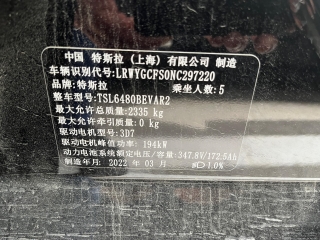 中国 特斯拉（上海）有限公司 制造
车辆识别代号:LRWYGCFS0NC297220
品牌:特斯拉 乘坐人数:5
整车型号:TSL6480BEVAR2
最大允许总质量:2335 kg
最大允许牵引质量:0 kg
驱动电机型号:3D7
驱动电机峰值功率:194kW
动力电池系统额定电压/容量:347.8V/172.5Ah
制造年月:2022 年 03 月 1.0%